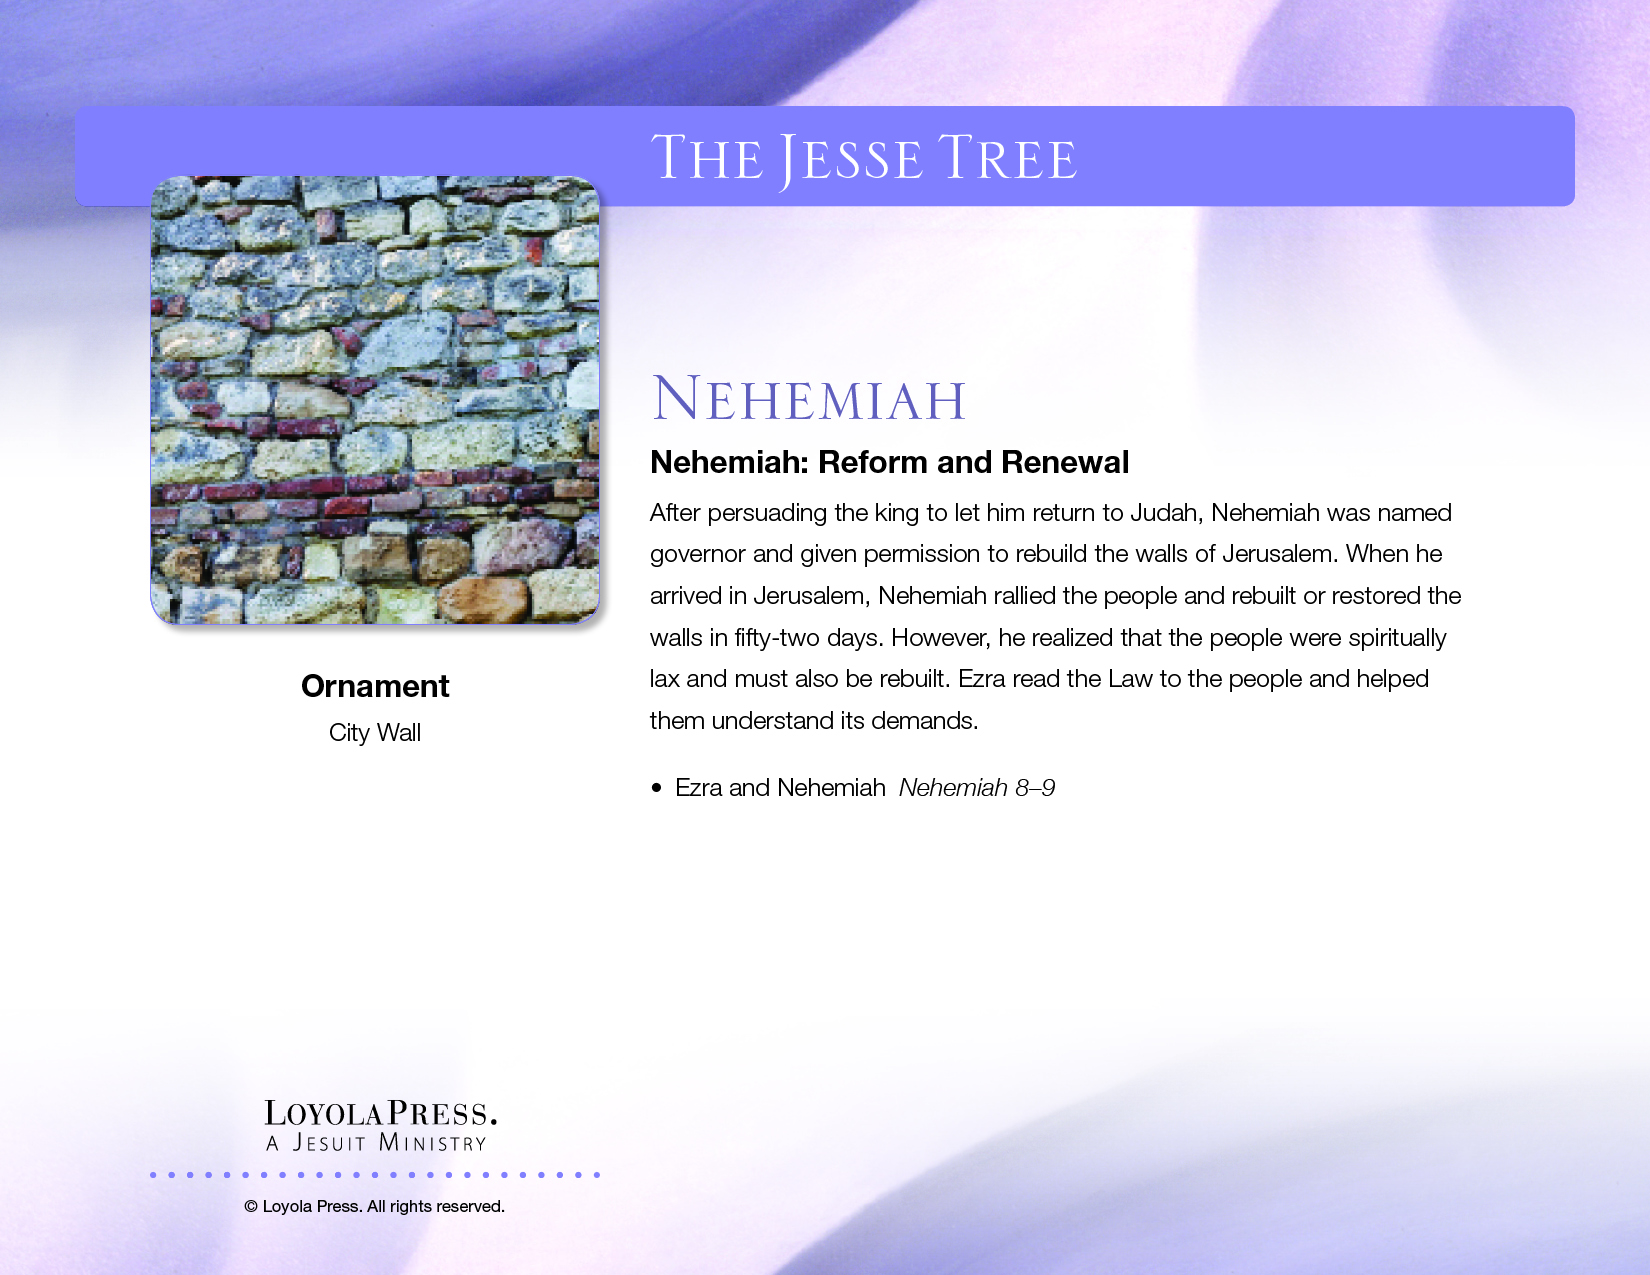 THE JESSE TREE
NEHEMIAH
Nehemiah: Reform and Renewal
After persuading the king to let him return to Judah, Nehemiah was named
governor and given permission to rebuild the walls of Jerusalem. When he
arrived in Jerusalem, Nehemiah rallied the people and rebuilt or restored the
walls in fifty-two days. However, he realized that the people were spiritually
lax and must also be rebuilt. Ezra read the Law to the people and helped
them understand its demands.
• Ezra and Nehemiah Nehemiah 8–9
Ornament
City Wall
LOYOLAPRESS.
A JESUIT MINISTRY
© Loyola Press. All rights reserved.